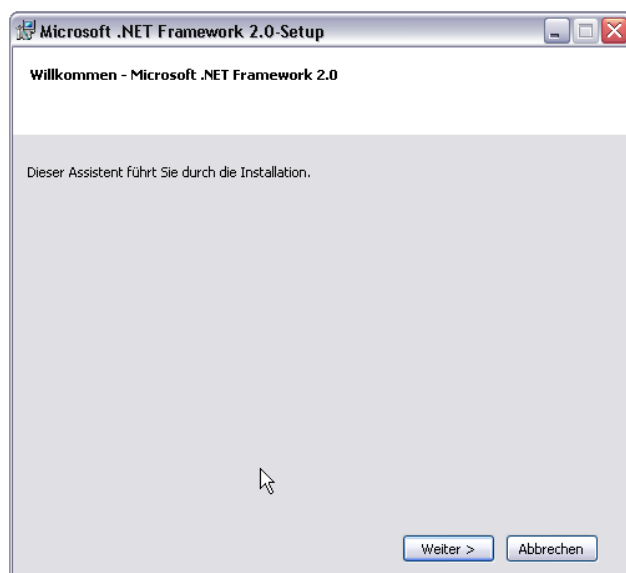 Microsoft .NET Framework 2.0-Setup
Willkommen - Microsoft .NET Framework 2.0
Dieser Assistent führt Sie durch die Installation.
Weiter >
Abbrechen